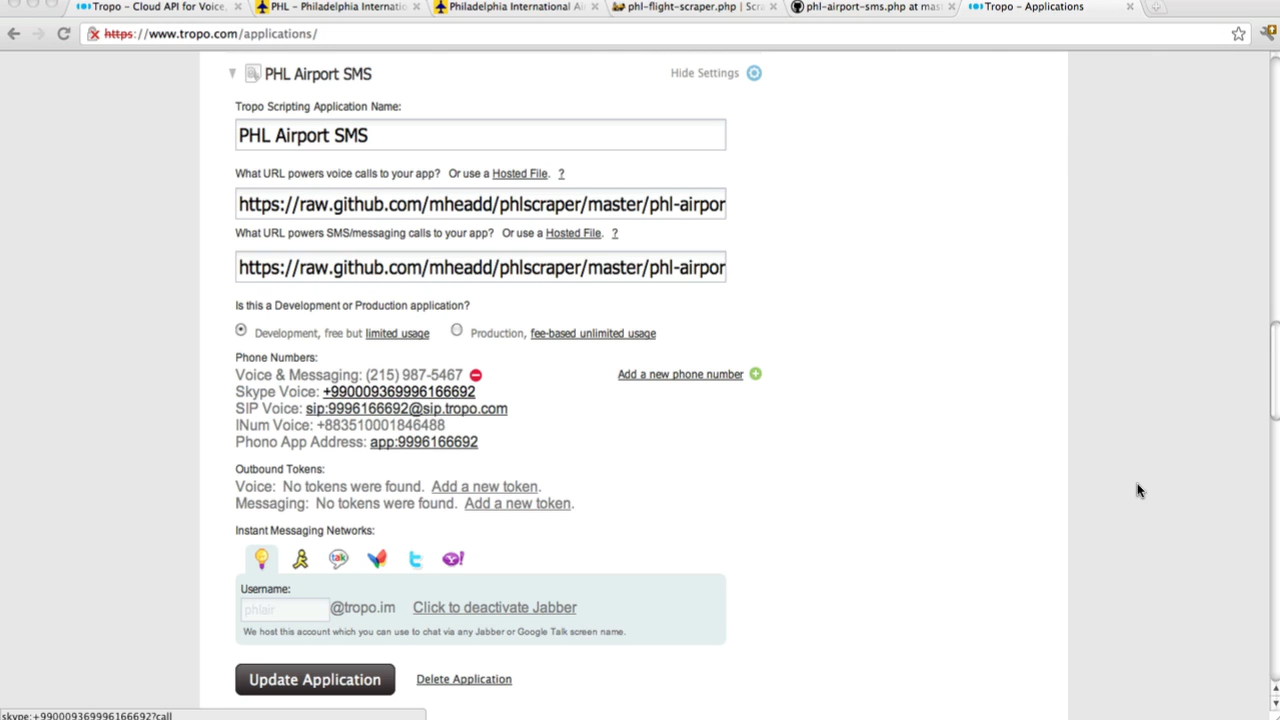 Tropo – Cloud API for Voice, PHL – Philadelphia Internatio Philadelphia International Ai phl-flight-scraper.php | Scra phl-airport-sms.php at mast Tropo – Applications
https://www.tropo.com/applications/
PHL Airport SMS Hide Settings
Tropo Scripting Application Name:
PHL Airport SMS
What URL powers voice calls to your app? Or use a Hosted File. ?
https://raw.github.com/mheadd/phlscraper/master/phl-airpor
What URL powers SMS/messaging calls to your app? Or use a Hosted File. ?
https://raw.github.com/mheadd/phlscraper/master/phl-airpor
Is this a Development or Production application?
Development, free but limited usage Production, fee-based unlimited usage
Phone Numbers:
Voice & Messaging: (215) 987-5467 Add a new phone number
Skype Voice: +990009369996166692
SIP Voice: sip:9996166692@sip.tropo.com
INum Voice: +883510001846488
Phono App Address: app:9996166692
Outbound Tokens:
Voice: No tokens were found. Add a new token.
Messaging: No tokens were found. Add a new token.
Instant Messaging Networks:
talk t Y!
Username:
phlair @tropo.im Click to deactivate Jabber
We host this account which you can use to chat via any Jabber or Google Talk screen name.
Update Application Delete Application
skype:+990009369996166692?call